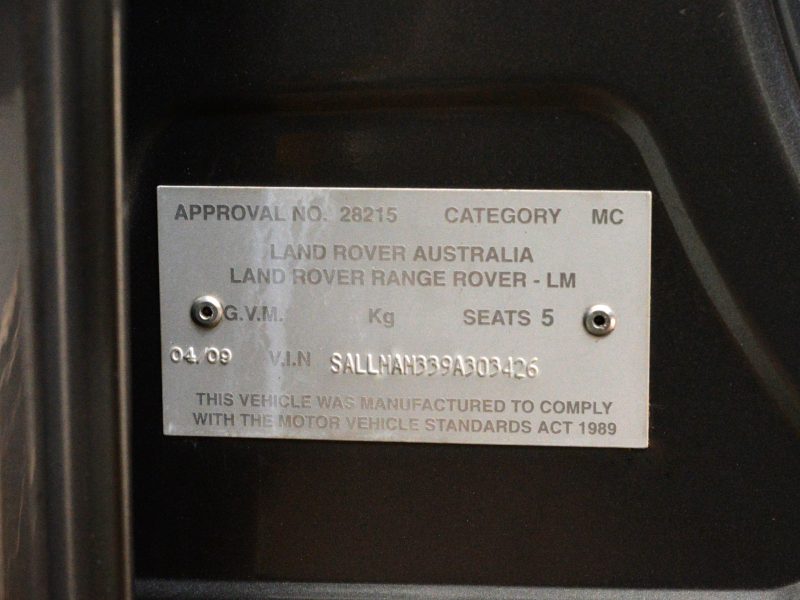 APPROVAL NO. 28215 CATEGORY MC
LAND ROVER AUSTRALIA
LAND ROVER RANGE ROVER - LM
G.V.M. Kg SEATS 5
04/09 V.I.N SALLMAM339A303426
THIS VEHICLE WAS MANUFACTURED TO COMPLY
WITH THE MOTOR VEHICLE STANDARDS ACT 1989